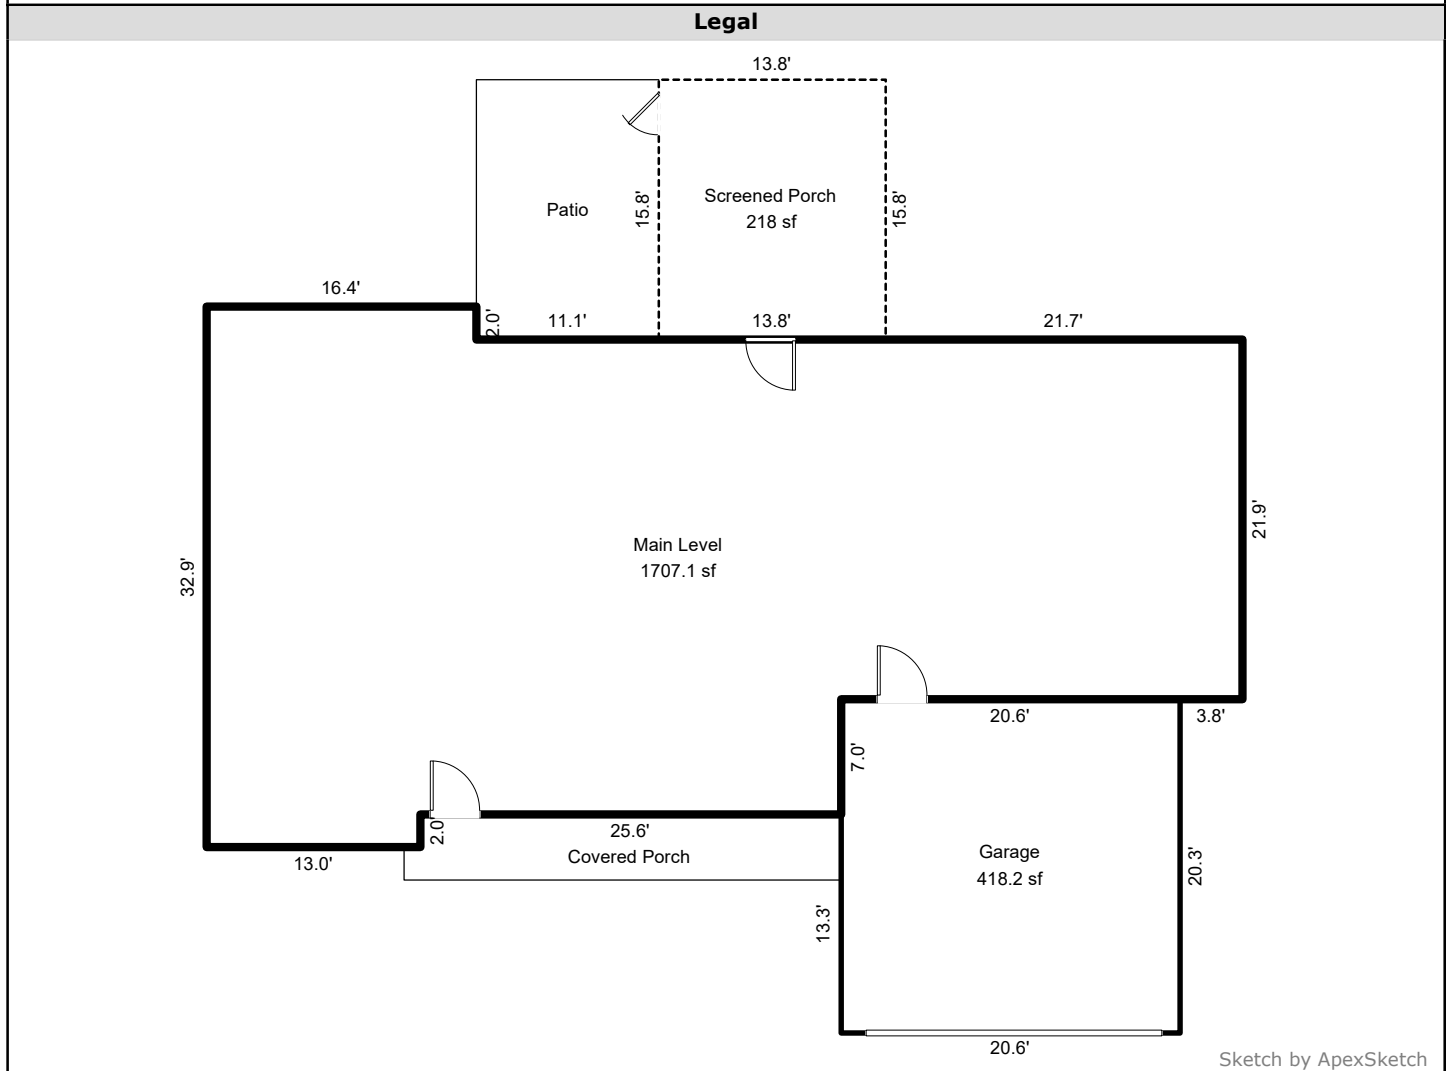 Legal
13.8'
Patio
15.8'
Screened Porch
218 sf
15.8'
16.4'
2.0'
11.1'
13.8'
21.7'
32.9'
Main Level
1707.1 sf
21.9'
20.6'
3.8'
7.0'
2.0'
25.6'
Covered Porch
13.0'
Garage
418.2 sf
20.3'
13.3'
20.6'
Sketch by ApexSketch